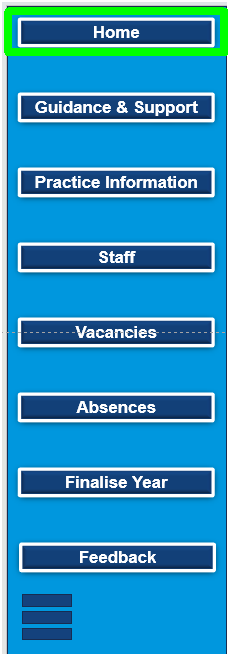 Home
Guidance & Support
Practice Information
Staff
Vacancies
Absences
Finalise Year
Feedback